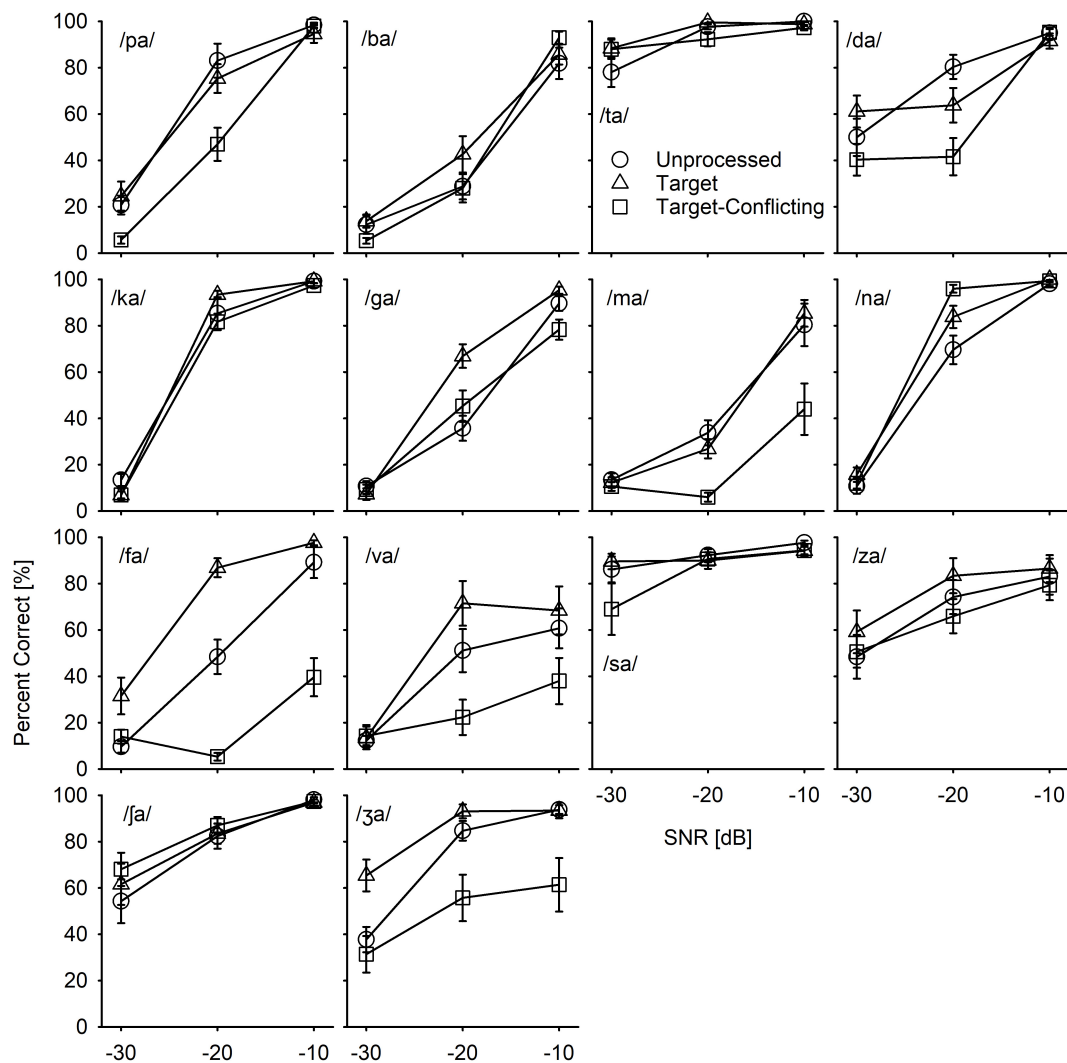 100
80
60
40
20
0
/pa/
/ba/
/ta/
/da/
Unprocessed
Target
Target-Conflicting
100
80
60
40
20
0
/ka/
/ga/
/ma/
/na/
100
80
60
40
20
0
/fa/
/va/
/sa/
/za/
Percent Correct [%]
100
80
60
40
20
0
/ʃa/
/ʒa/
-30 -20 -10 -30 -20 -10
SNR [dB]
-30 -20 -10 -30 -20 -10